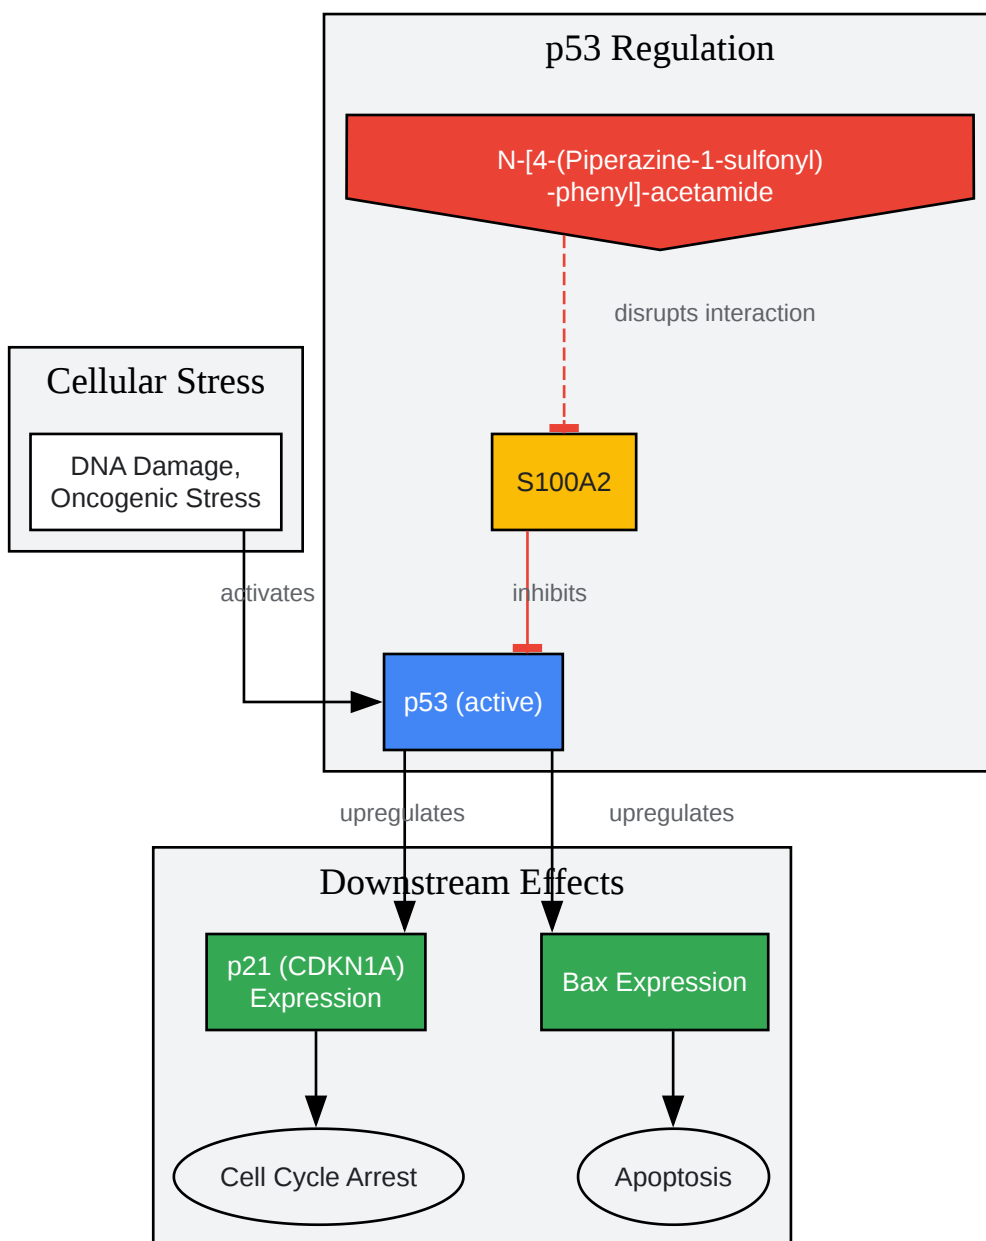 p53 Regulation
N-[4-(Piperazine-1-sulfonyl)
-phenyl]-acetamide
disrupts interaction
Cellular Stress
DNA Damage,
Oncogenic Stress
S100A2
activates
inhibits
p53 (active)
upregulates
upregulates
Downstream Effects
p21 (CDKN1A)
Expression
Bax Expression
Cell Cycle Arrest
Apoptosis